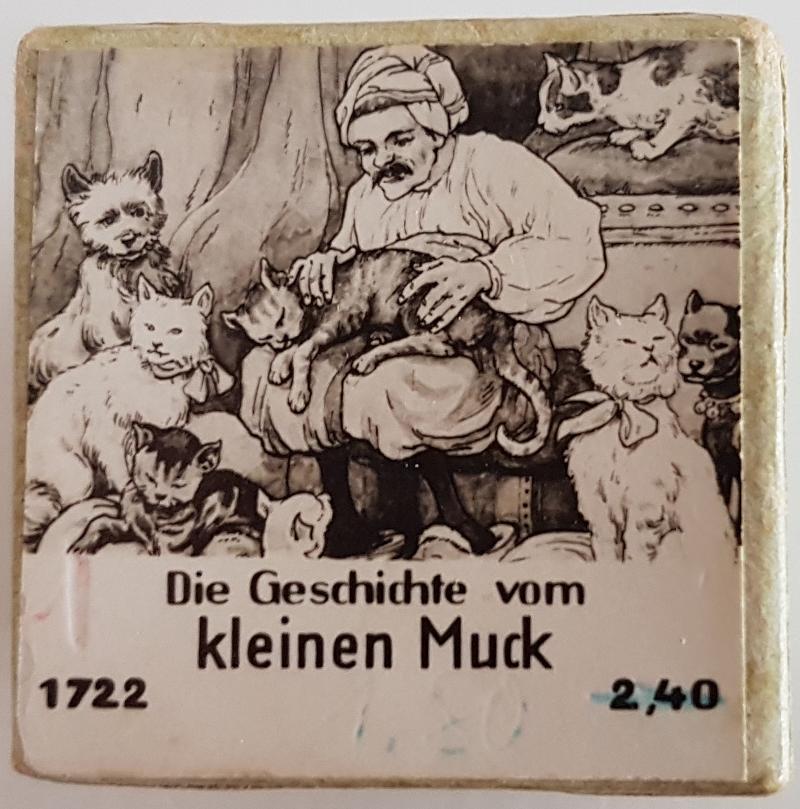 Die Geschichte vom
kleinen Muck
1722
2,40